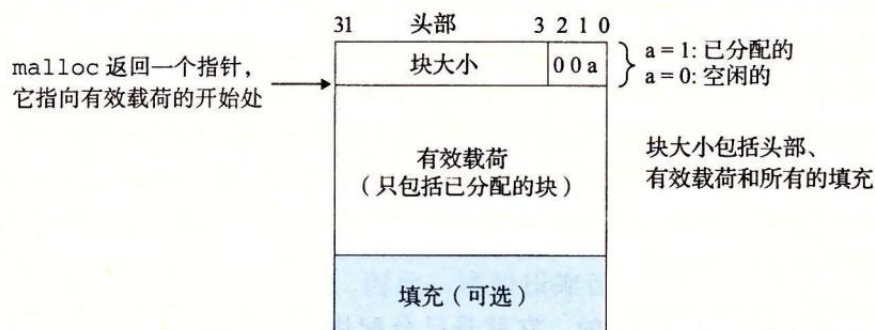 31 头部 3 2 1 0
块大小
0 0 a
a = 1: 已分配的
a = 0: 空闲的
malloc 返回一个指针,
它指向有效载荷的开始处
有效载荷
（只包括已分配的块）
块大小包括头部、
有效载荷和所有的填充
填充（可选）